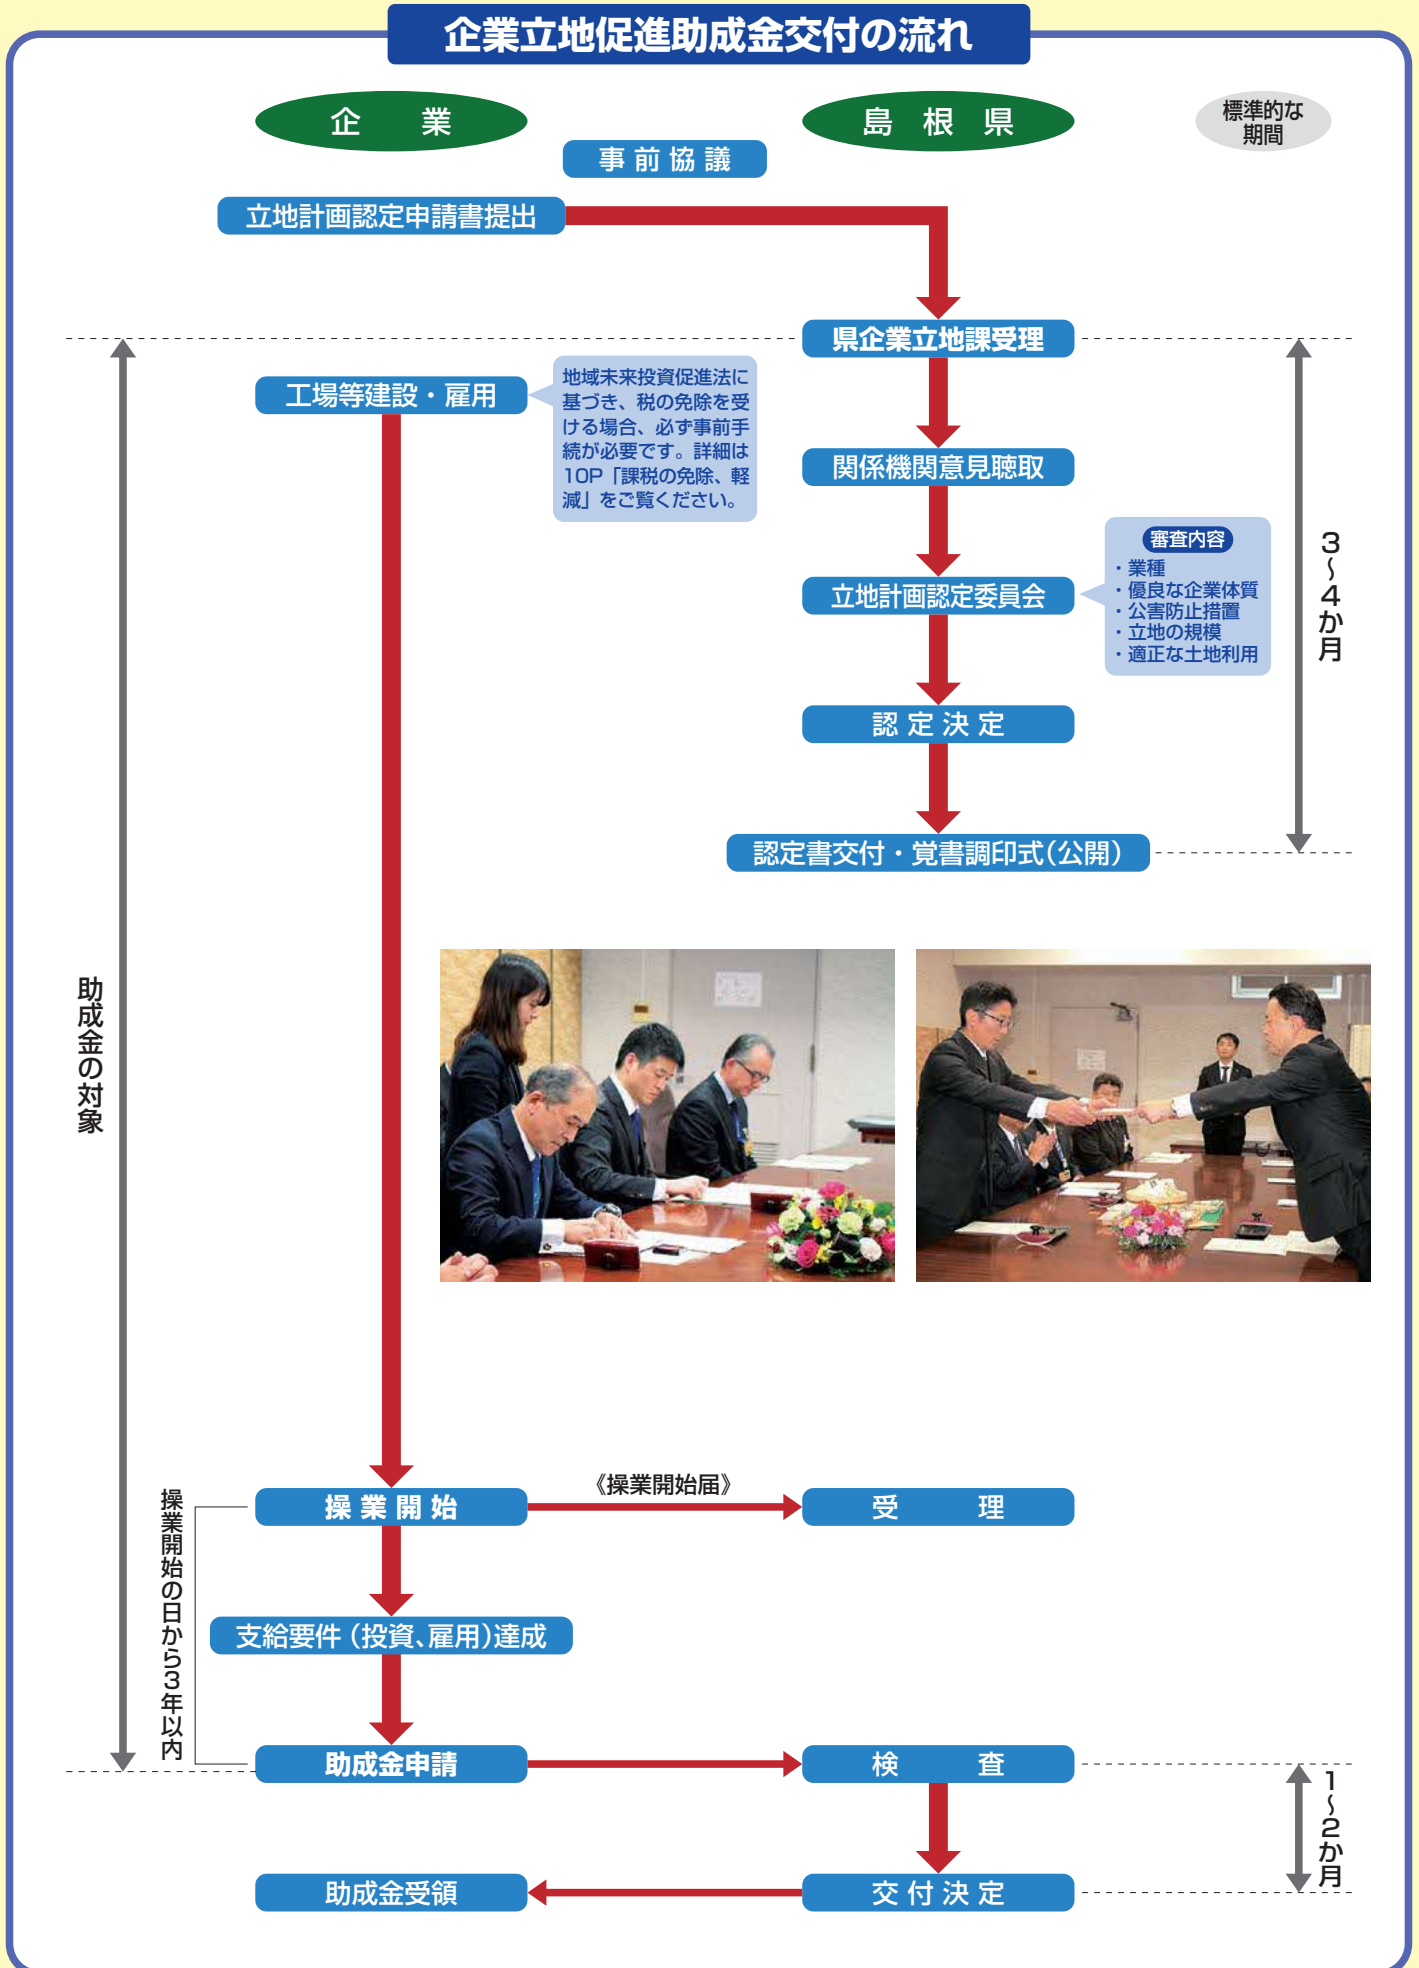 企業立地促進助成金交付の流れ
企　業
島根県
標準的な
期間
事前協議
立地計画認定申請書提出
県企業立地課受理
工場等建設・雇用
地域未来投資促進法に
基づき、税の免除を受
ける場合、必ず事前手
続が必要です。詳細は
10P「課税の免除、軽
減」をご覧ください。
関係機関意見聴取
立地計画認定委員会
審査内容
・業種
・優良な企業体質
・公害防止措置
・立地の規模
・適正な土地利用
3〜4か月
認定決定
認定書交付・覚書調印式(公開)
助成金の対象
操業開始
《操業開始届》
受　理
操業開始の日から3年以内
支給要件(投資、雇用)達成
助成金申請
検　査
1〜2か月
助成金受領
交付決定